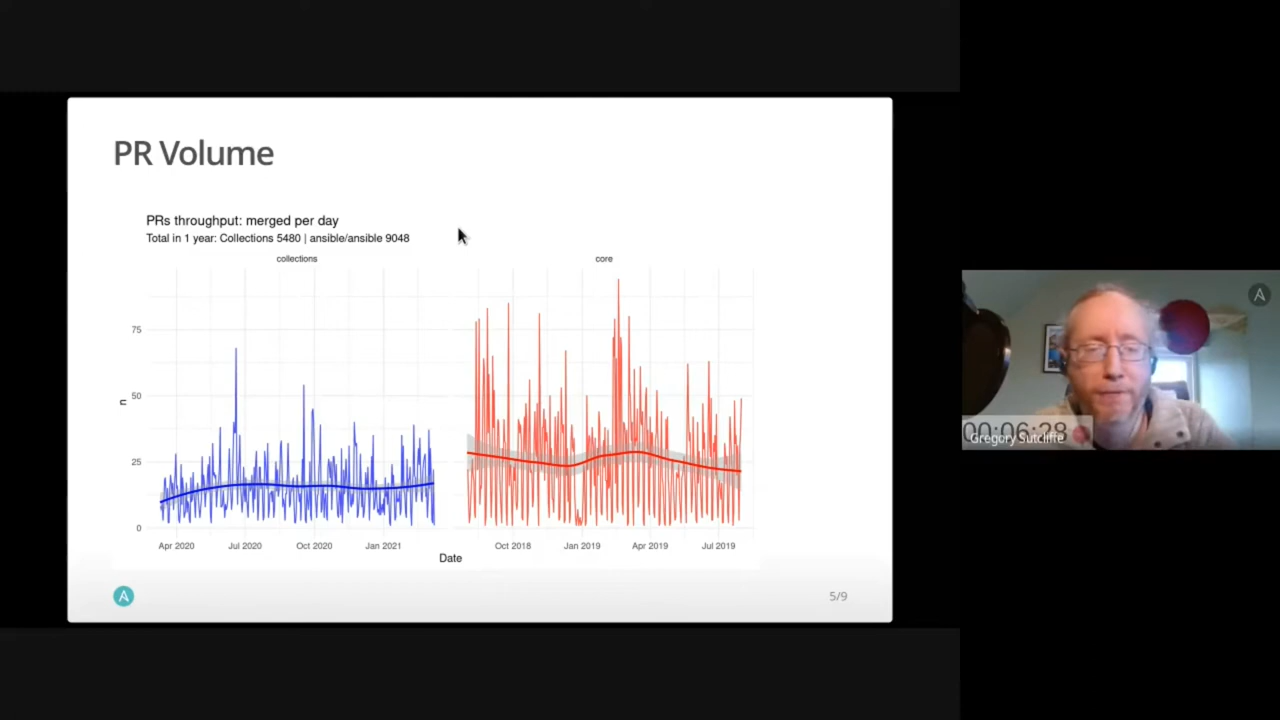 PR Volume
PRs throughput: merged per day
Total in 1 year: Collections 5480 | ansible/ansible 9048
collections
core
75
50
25
0
n
Apr 2020
Jul 2020
Oct 2020
Jan 2021
Oct 2018
Jan 2019
Apr 2019
Jul 2019
Date
A
5/9
A
00:06:28
Gregory Sutcliffe